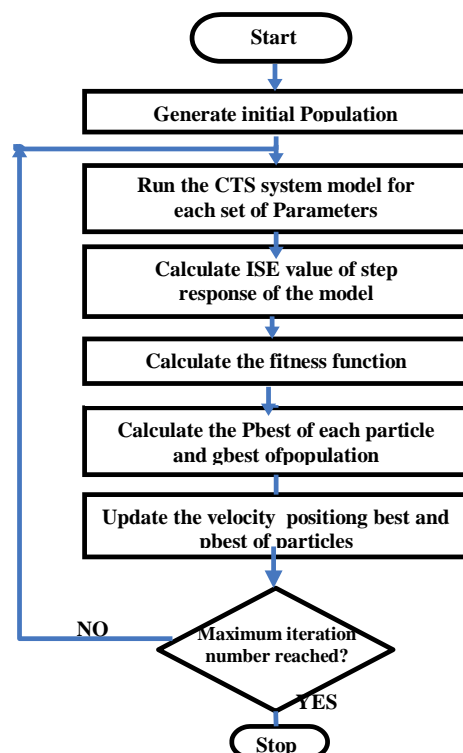 Start
Generate initial Population
Run the CTS system model for
each set of Parameters
Calculate ISE value of step
response of the model
Calculate the fitness function
Calculate the Pbest of each particle
and gbest ofpopulation
Update the velocity positiong best and
pbest of particles
Maximum iteration
number reached?
NO
YES
Stop